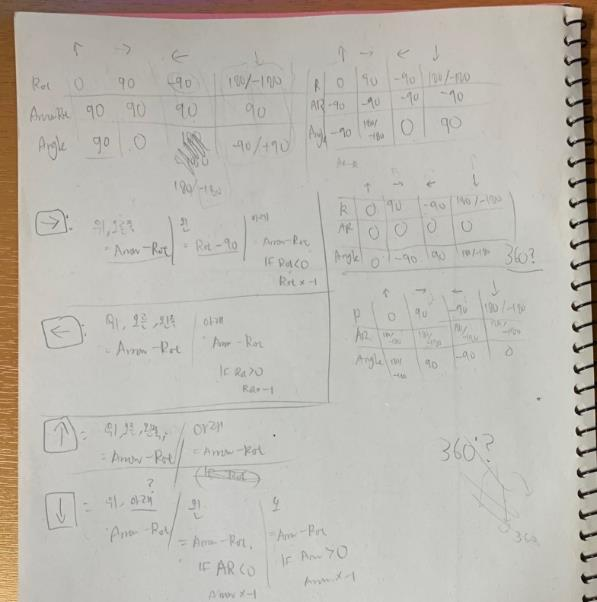 ↑ → ← ↓
Rot 0 90 -90 180/-180
ArrowRot 90 90 90 90
Angle 90 0 180/-180 -90/+90
↑ → ← ↓
R 0 90 -90 180/-180
AR -90 -90 -90 -90
Angle -90 180/-180 0 90
↑ → ← ↓
R 0 90 -90 180/-180
AR 0 0 0 0
Angle 0 -90 90 180/-180 360?
↑ → ← ↓
R 0 90 -90 180/-180
AR 180/-180 180/-180 180/-180 180/-180
Angle 180/-180 90 -90 0
→ : 위, 오른쪽
= Arrow-Rot
왼
= Rot-90
아래
= Arrow-Rot
IF Rot<0
Rot x -1
← : 위, 오른, 왼쪽
= Arrow-Rot
아래
Arrow-Rot
IF Rot>0
Rot x -1
↑ = 위, 오른, 왼쪽,
= Arrow-Rot
아래
= Arrow-Rot
?
↓ = 위, 아래
Arrow-Rot
왼
= Arrow-Rot,
IF AR<0
Arrow x -1
오
= Arrow-Rot
IF Arrow>0
Arrow x -1
360°?
360